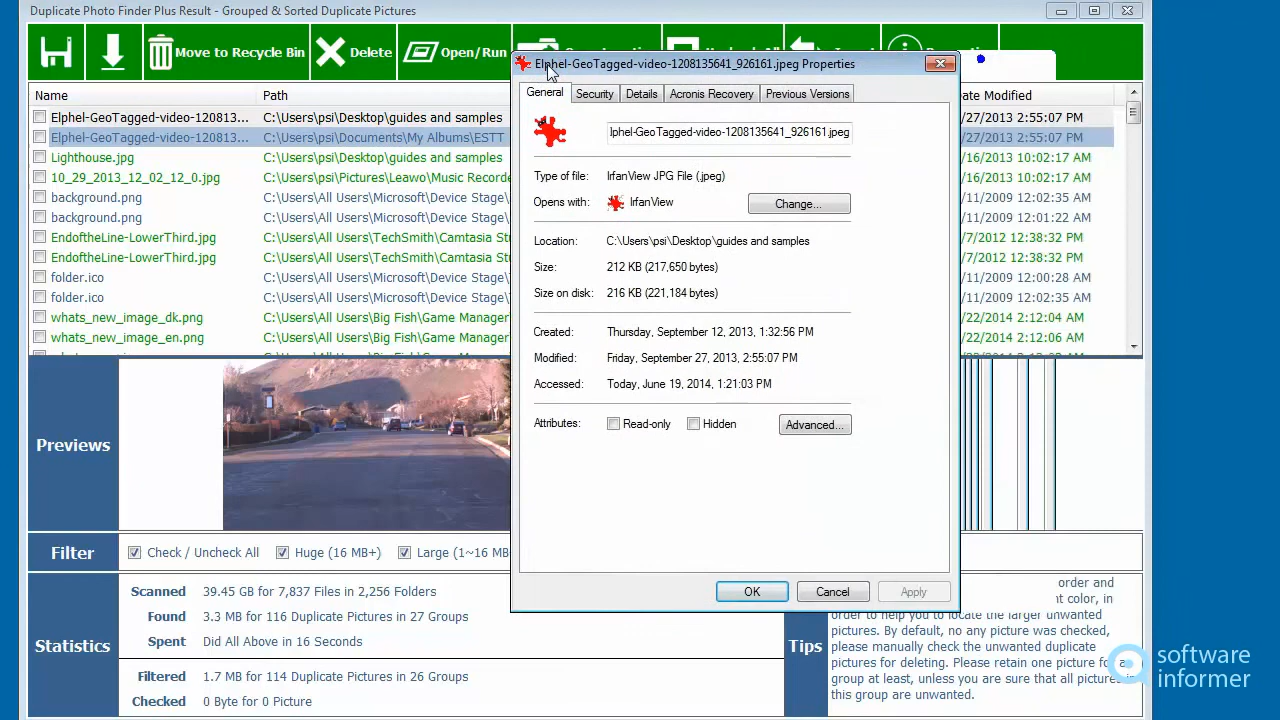 Duplicate Photo Finder Plus Result - Grouped & Sorted Duplicate Pictures
Move to Recycle Bin
Delete
Open/Run
Name
Path
Date Modified
Elphel-GeoTagged-video-120813... C:\Users\psi\Desktop\guides and samples /27/2013 2:55:07 PM
Elphel-GeoTagged-video-120813... C:\Users\psi\Documents\My Albums\ESTT /27/2013 2:55:07 PM
Lighthouse.jpg C:\Users\psi\Desktop\guides and samples /16/2013 10:02:17 AM
10_29_2013_12_02_12_0.jpg C:\Users\psi\Pictures\Leawo\Music Recorde /16/2013 10:02:17 AM
background.png C:\Users\All Users\Microsoft\Device Stage\ /11/2009 12:02:35 AM
background.png C:\Users\All Users\Microsoft\Device Stage\ /11/2009 12:01:22 AM
EndoftheLine-LowerThird.jpg C:\Users\All Users\TechSmith\Camtasia Stu /7/2012 12:38:32 PM
EndoftheLine-LowerThird.jpg C:\Users\All Users\TechSmith\Camtasia Stu /7/2012 12:38:32 PM
folder.ico C:\Users\All Users\Microsoft\Device Stage\ /11/2009 12:00:28 AM
folder.ico C:\Users\All Users\Microsoft\Device Stage\ /11/2009 12:02:35 AM
whats_new_image_dk.png C:\Users\All Users\Big Fish\Game Manager /14/2014 2:12:04 AM
whats_new_image_en.png C:\Users\All Users\Big Fish\Game Manager /14/2014 2:12:06 AM
Elphel-GeoTagged-video-1208135641_926161.jpeg Properties
General
Security
Details
Acronis Recovery
Previous Versions
lphel-GeoTagged-video-1208135641_926161.jpeg
Type of file: IrfanView JPG File (.jpeg)
Opens with: IrfanView
Change...
Location: C:\Users\psi\Desktop\guides and samples
Size: 212 KB (217,650 bytes)
Size on disk: 216 KB (221,184 bytes)
Created: Thursday, September 12, 2013, 1:32:56 PM
Modified: Friday, September 27, 2013, 2:55:07 PM
Accessed: Today, June 19, 2014, 1:21:03 PM
Attributes:
Read-only
Hidden
Advanced...
OK
Cancel
Apply
Previews
Filter
Check / Uncheck All
Huge (16 MB+)
Large (1~16 MB
Statistics
Scanned 39.45 GB for 7,837 Files in 2,256 Folders
Found 3.3 MB for 116 Duplicate Pictures in 27 Groups
Spent Did All Above in 16 Seconds
Filtered 1.7 MB for 114 Duplicate Pictures in 26 Groups
Checked 0 Byte for 0 Picture
Tips
order and
color, in
order to help you to locate the larger unwanted
pictures. By default, no any picture was checked,
please manually check the unwanted duplicate
pictures for deleting. Please retain one picture
group at least, unless you are sure that all pictures
this group are unwanted.
software
informer